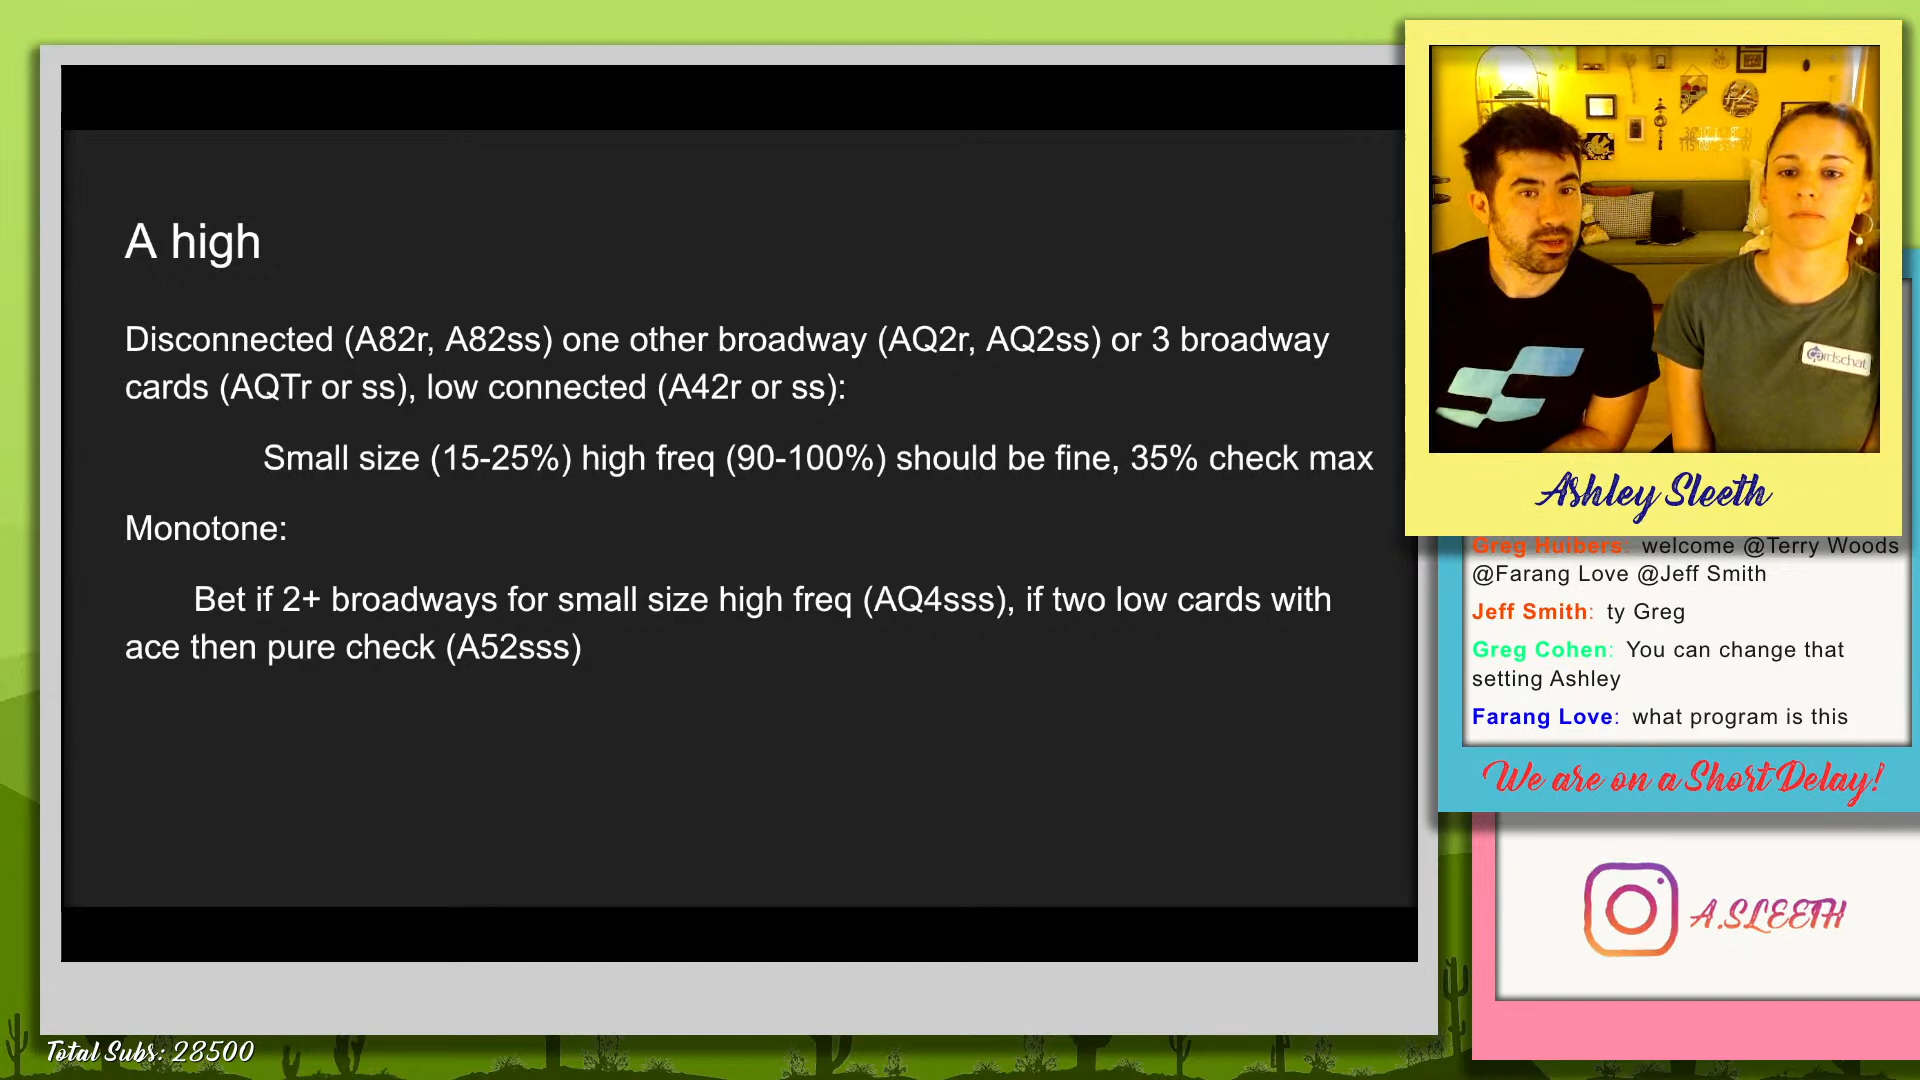 A high
Disconnected (A82r, A82ss) one other broadway (AQ2r, AQ2ss) or 3 broadway
cards (AQTr or ss), low connected (A42r or ss):
Small size (15-25%) high freq (90-100%) should be fine, 35% check max
Monotone:
Bet if 2+ broadways for small size high freq (AQ4sss), if two low cards with
ace then pure check (A52sss)
cardschat
Ashley Sleeth
Greg Huibers: welcome @Terry Woods
@Farang Love @Jeff Smith
Jeff Smith: ty Greg
Greg Cohen: You can change that
setting Ashley
Farang Love: what program is this
We are on a Short Delay!
A.SLEETH
Total Subs: 28500